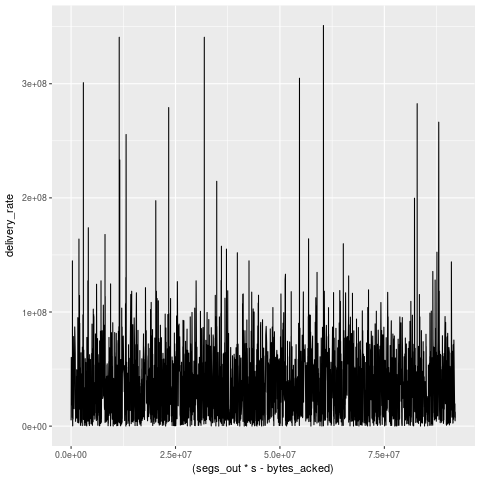 3e+08
2e+08
1e+08
0e+00
delivery_rate
0.0e+00 2.5e+07 5.0e+07 7.5e+07
(segs_out * s - bytes_acked)